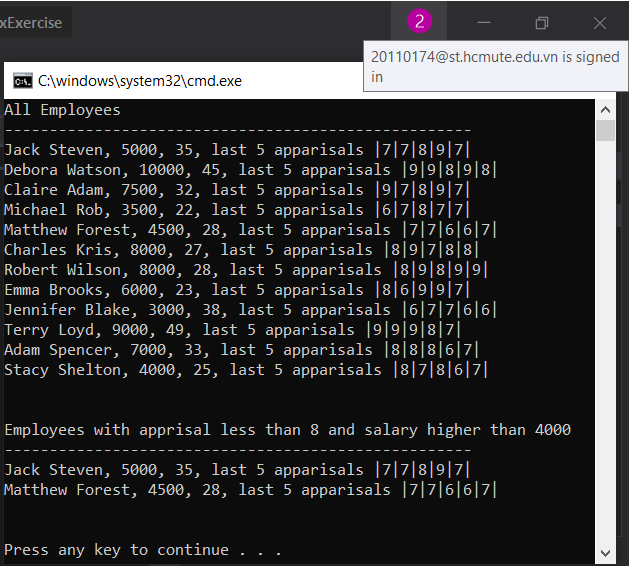 xExercise
2
20110174@st.hcmute.edu.vn is signed
in
C:\windows\system32\cmd.exe
All Employees
----------------------------------------------------
Jack Steven, 5000, 35, last 5 apparisals |7|7|8|9|7|
Debora Watson, 10000, 45, last 5 apparisals |9|9|8|9|8|
Claire Adam, 7500, 32, last 5 apparisals |9|7|8|9|7|
Michael Rob, 3500, 22, last 5 apparisals |6|7|8|7|7|
Matthew Forest, 4500, 28, last 5 apparisals |7|7|6|6|7|
Charles Kris, 8000, 27, last 5 apparisals |8|9|7|8|8|
Robert Wilson, 8000, 28, last 5 apparisals |8|9|8|9|9|
Emma Brooks, 6000, 23, last 5 apparisals |8|6|9|9|7|
Jennifer Blake, 3000, 38, last 5 apparisals |6|7|7|6|6|
Terry Loyd, 9000, 49, last 5 apparisals |9|9|9|8|7|
Adam Spencer, 7000, 33, last 5 apparisals |8|8|8|6|7|
Stacy Shelton, 4000, 25, last 5 apparisals |8|7|8|6|7|
Employees with apprisal less than 8 and salary higher than 4000
----------------------------------------------------
Jack Steven, 5000, 35, last 5 apparisals |7|7|8|9|7|
Matthew Forest, 4500, 28, last 5 apparisals |7|7|6|6|7|
Press any key to continue . . .